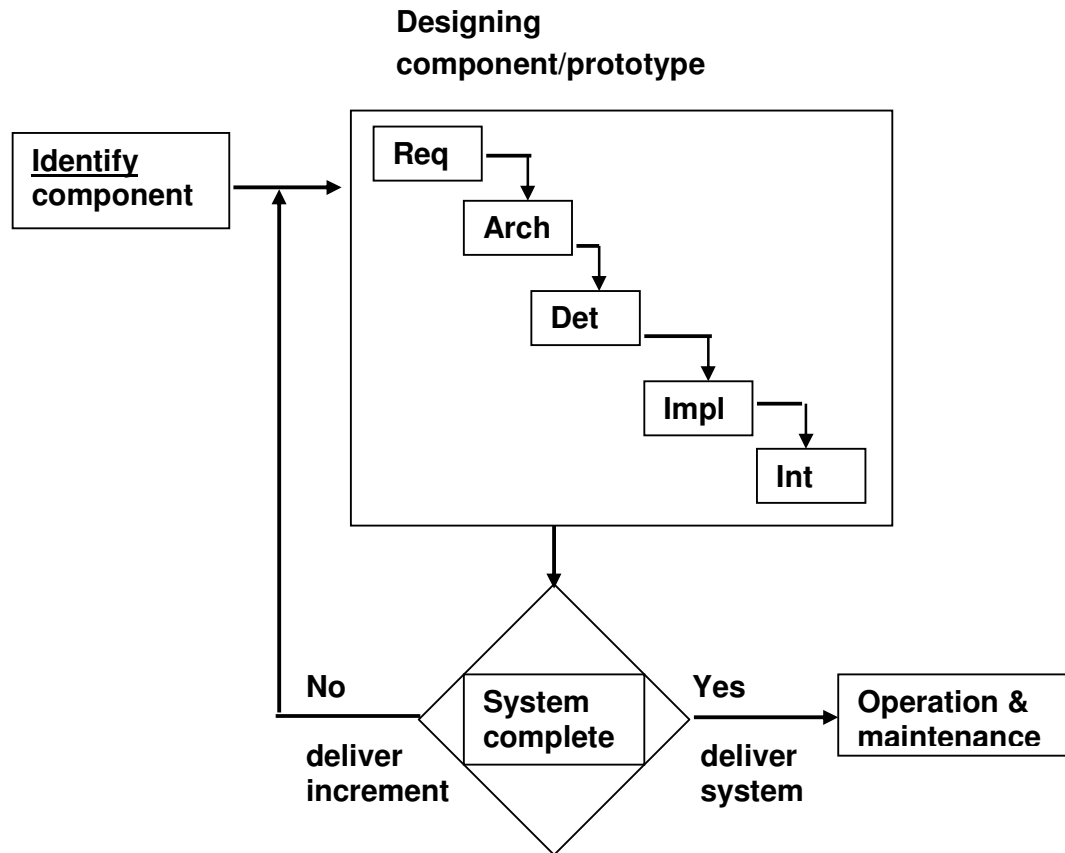 Designing
component/prototype
Identify
component
Req
Arch
Det
Impl
Int
No
deliver
increment
System
complete
Yes
deliver
system
Operation &
maintenance